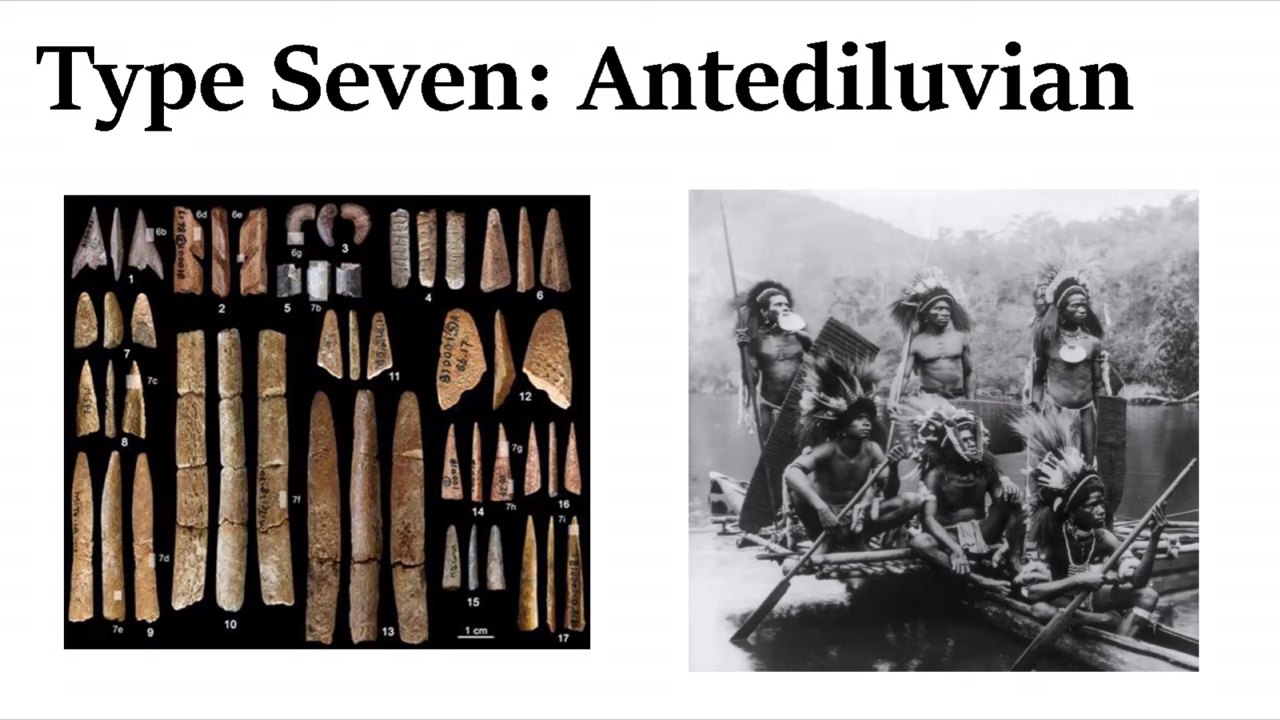 Type Seven: Antediluvian
6d 6e
6b 6g 3
1 2 5 7b 4 6
7 11 12
7c
8
7g
7f 14 7h 16
7d 7i
15
7e 9 10 13 1 cm 17